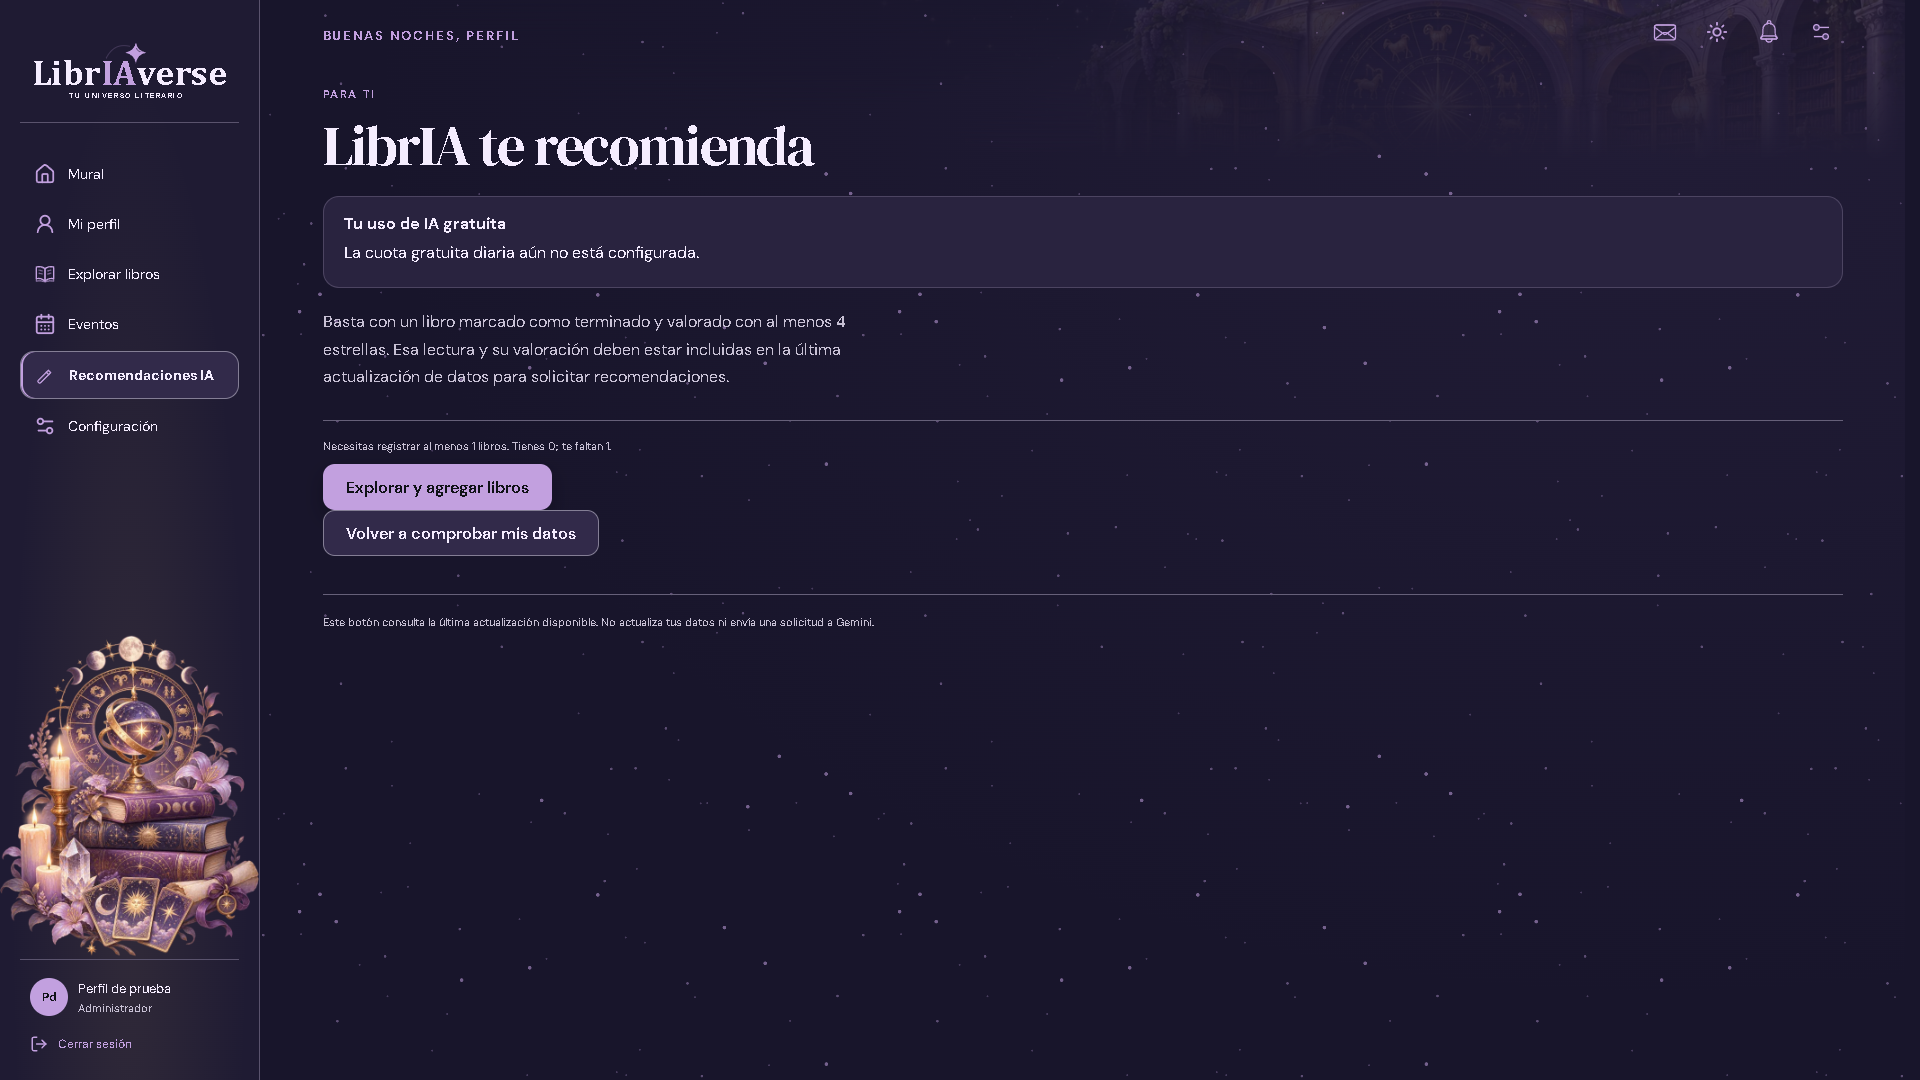 LibrIAverse
TU UNIVERSO LITERARIO
Mural
Mi perfil
Explorar libros
Eventos
Recomendaciones IA
Configuración
Pd
Perfil de prueba
Administrador
Cerrar sesión
BUENAS NOCHES, PERFIL
PARA TI
LibrIA te recomienda
Tu uso de IA gratuita
La cuota gratuita diaria aún no está configurada.
Basta con un libro marcado como terminado y valorado con al menos 4
estrellas. Esa lectura y su valoración deben estar incluidas en la última
actualización de datos para solicitar recomendaciones.
Necesitas registrar al menos 1 libros. Tienes 0; te faltan 1.
Explorar y agregar libros
Volver a comprobar mis datos
Este botón consulta la última actualización disponible. No actualiza tus datos ni envía una solicitud a Gemini.